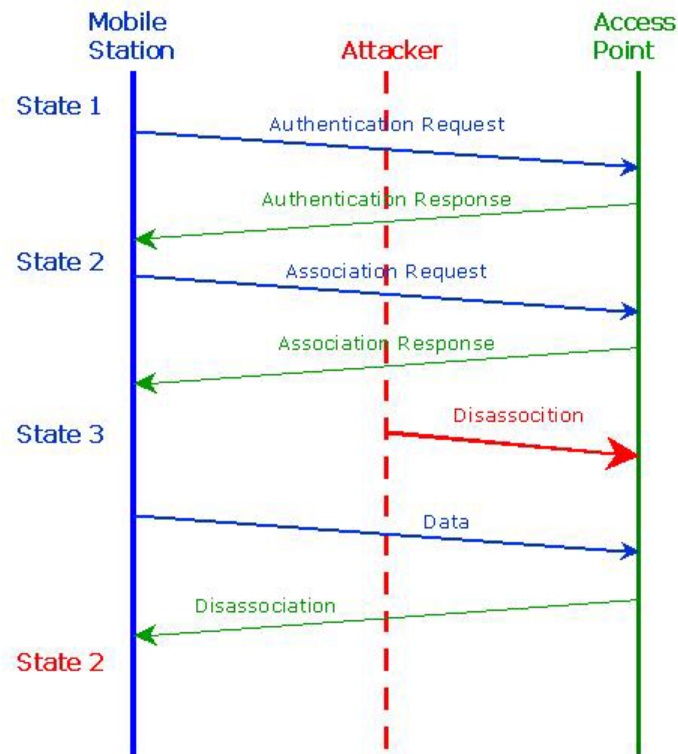 Mobile
Station
Attacker
Access
Point
State 1
Authentication Request
Authentication Response
State 2
Association Request
Association Response
Disassocition
State 3
Data
Disassociation
State 2